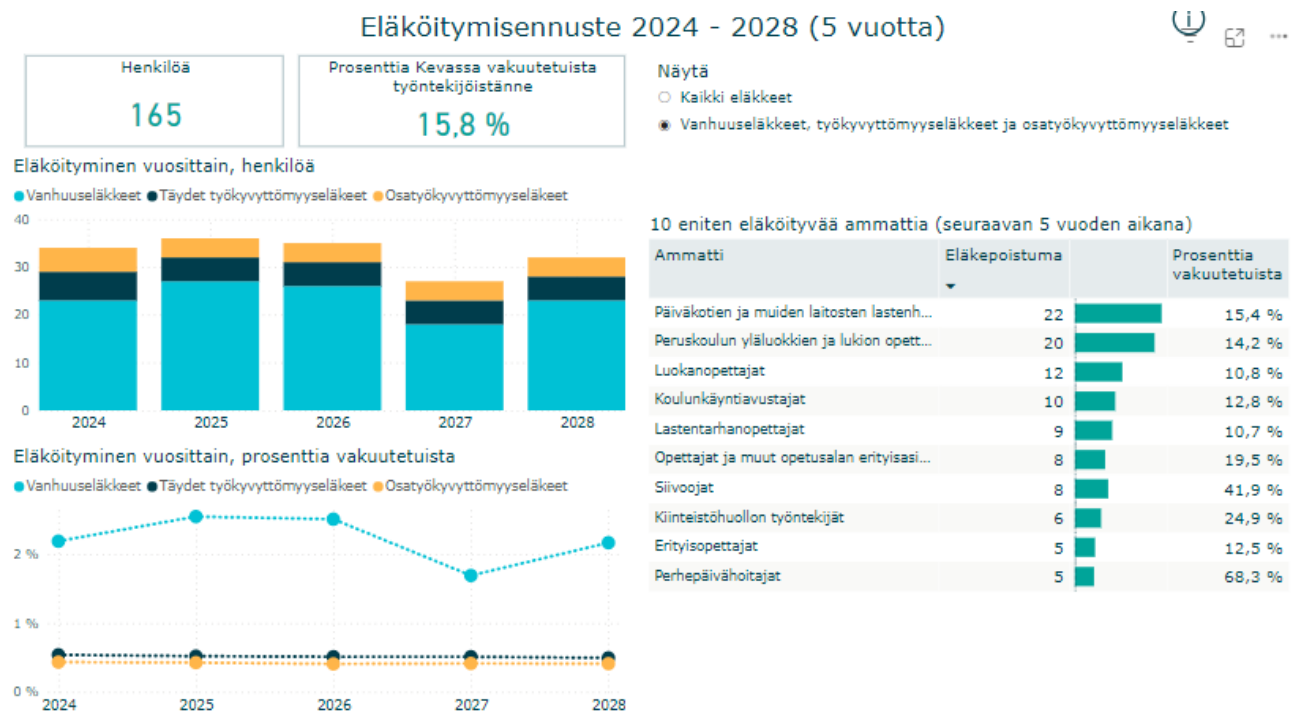 Eläköitymisennuste 2024 - 2028 (5 vuotta)
Henkilöä
165
Prosenttia Kevassa vakuutetuista
työntekijöistänne
15,8 %
Näytä
Kaikki eläkkeet
Vanhuuseläkkeet, työkyvyttömyyseläkkeet ja osatyökyvyttömyyseläkkeet
Eläköityminen vuosittain, henkilöä
Vanhuuseläkkeet Täydet työkyvyttömyyseläkeet Osatyökyvyttömyyseläkeet
40
30
20
10
0
2024 2025 2026 2027 2028
Eläköityminen vuosittain, prosenttia vakuutetuista
Vanhuuseläkkeet Täydet työkyvyttömyyseläkeet Osatyökyvyttömyyseläkeet
2 %
1 %
0 %
2024 2025 2026 2027 2028
10 eniten eläköityvää ammattia (seuraavan 5 vuoden aikana)
Ammatti Eläkepoistuma Prosenttia
vakuutetuista
Päiväkotien ja muiden laitosten lastenh... 22 15,4 %
Peruskoulun yläluokkien ja lukion opett... 20 14,2 %
Luokanopettajat 12 10,8 %
Koulunkäyntiavustajat 10 12,8 %
Lastentarhanopettajat 9 10,7 %
Opettajat ja muut opetusalan erityisasi... 8 19,5 %
Siivoojat 8 41,9 %
Kiinteistöhuollon työntekijät 6 24,9 %
Erityisopettajat 5 12,5 %
Perhepäivähoitajat 5 68,3 %